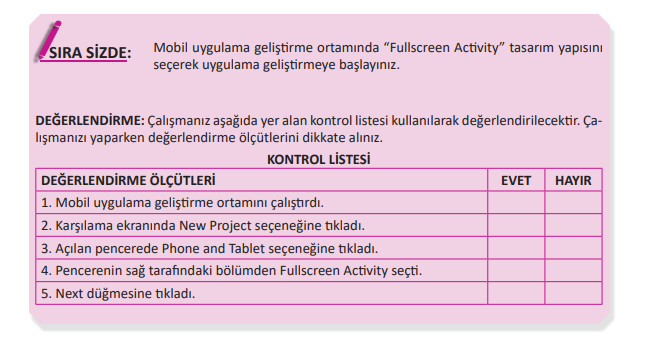 SIRA SİZDE:
Mobil uygulama geliştirme ortamında “Fullscreen Activity” tasarım yapısını
seçerek uygulama geliştirmeye başlayınız.
DEĞERLENDİRME: Çalışmanız aşağıda yer alan kontrol listesi kullanılarak değerlendirilecektir. Ça-
lışmanızı yaparken değerlendirme ölçütlerini dikkate alınız.
KONTROL LİSTESİ
DEĞERLENDİRME ÖLÇÜTLERİ EVET HAYIR
1. Mobil uygulama geliştirme ortamını çalıştırdı.
2. Karşılama ekranında New Project seçeneğine tıkladı.
3. Açılan pencerede Phone and Tablet seçeneğine tıkladı.
4. Pencerenin sağ tarafındaki bölümden Fullscreen Activity seçti.
5. Next düğmesine tıkladı.